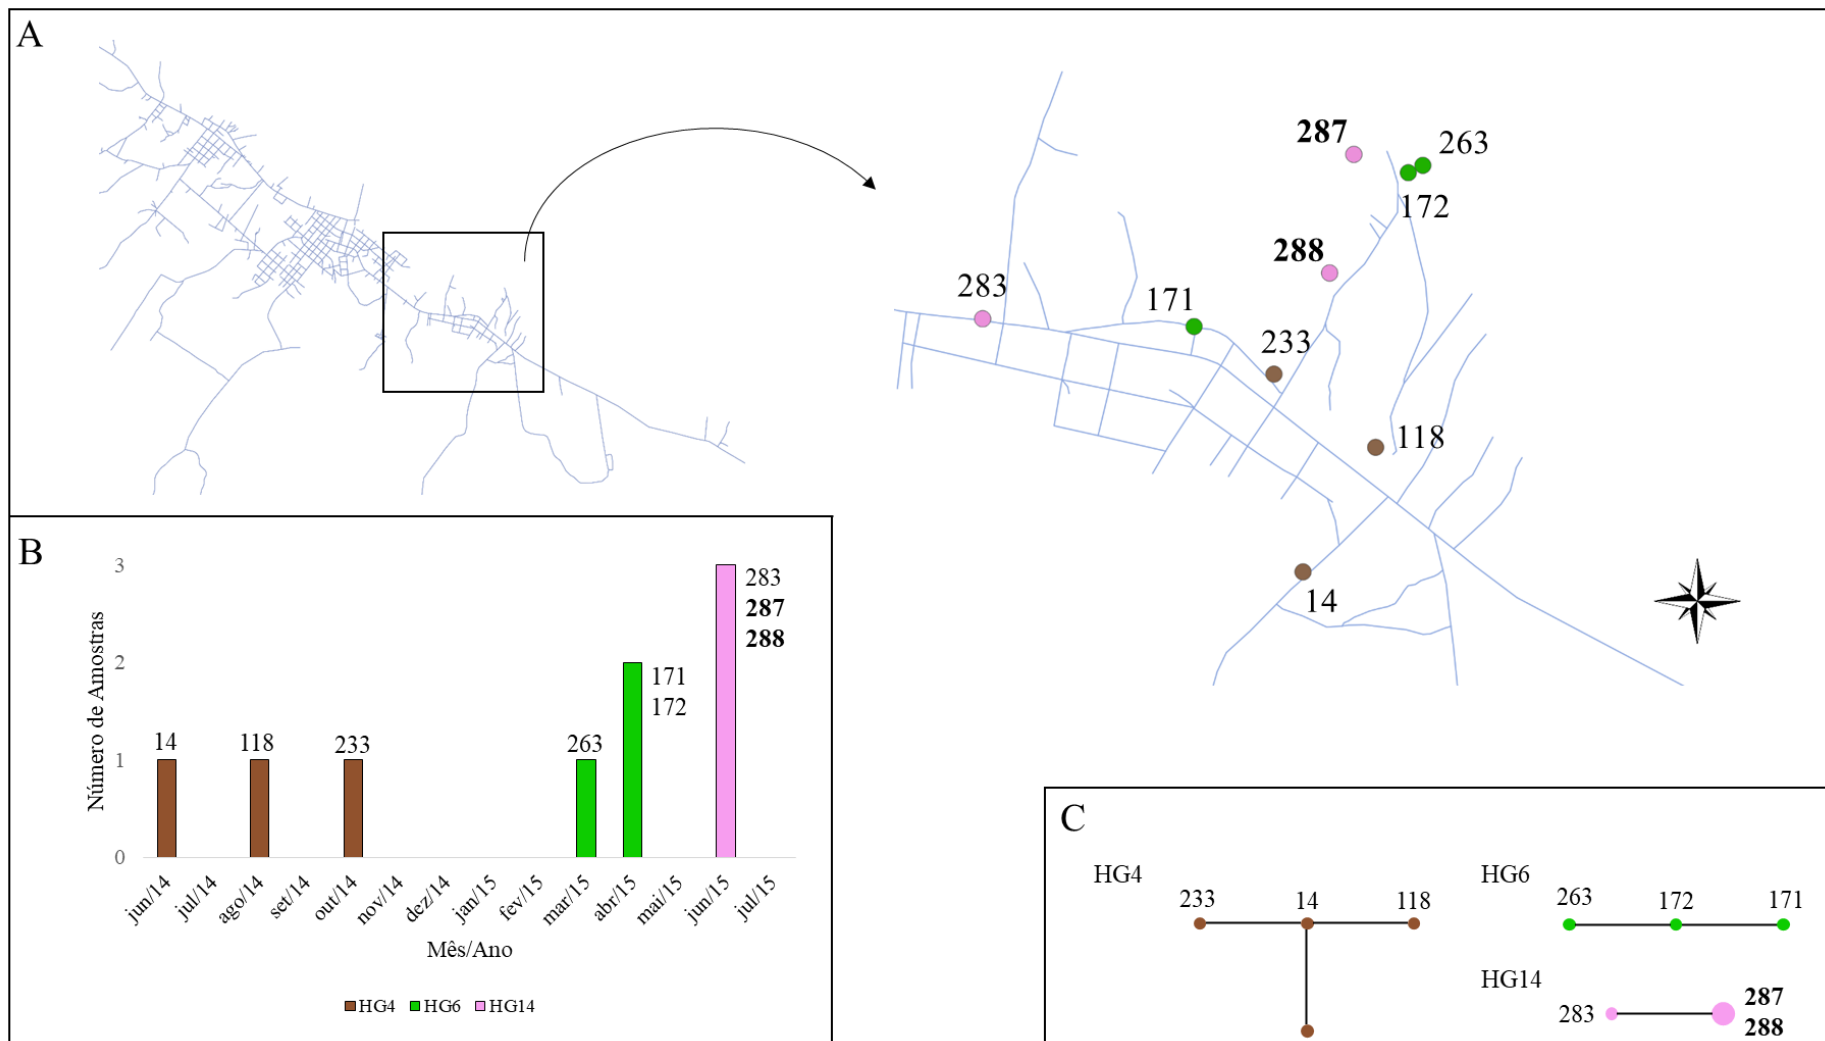 A
287
263
172
288
283
171
233
118
14
B
Número de Amostras
3
2
1
0
283
287
288
171
172
14
118
233
263
jun/14
jul/14
ago/14
set/14
out/14
nov/14
dez/14
jan/15
fev/15
mar/15
abr/15
mai/15
jun/15
jul/15
Mês/Ano
HG4 HG6 HG14
C
HG4
233 14 118
HG6
263 172 171
HG14
283
287
288